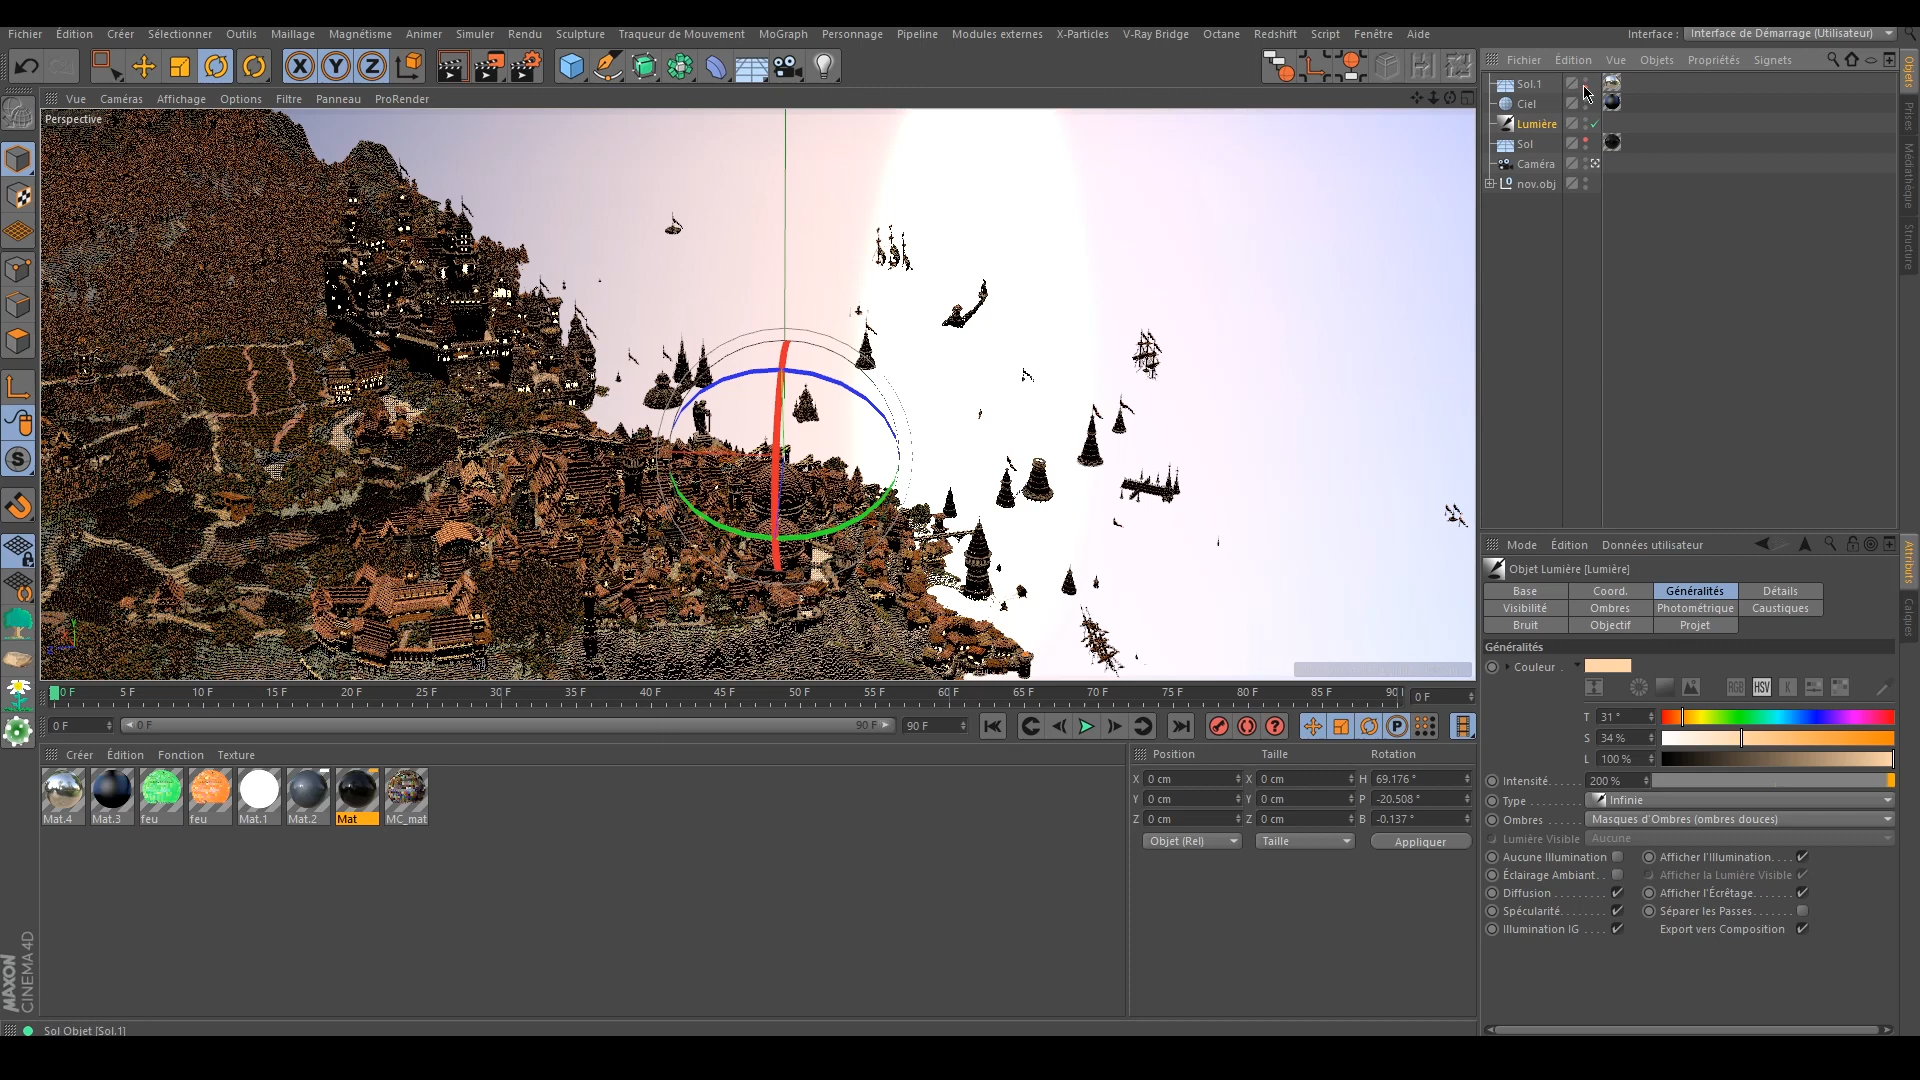 Fichier Édition Créer Sélectionner Outils Maillage Magnétisme Animer Simuler Rendu Sculpture Traqueur de Mouvement MoGraph Personnage Pipeline Modules externes X-Particles V-Ray Bridge Octane Redshift Script Fenêtre Aide Interface : Interface de Démarrage (Utilisateur)
Fichier Édition Vue Objets Propriétés Signets
Vue Caméras Affichage Options Filtre Panneau ProRender
Perspective
Sol.1
Ciel
Lumière
Sol
Caméra
nov.obj
Objets
Prises
Médiathèque
Structure
Mode Édition Données utilisateur
Objet Lumière [Lumière]
Base Coord. Généralités Détails
Visibilité Ombres Photométrique Caustiques
Bruit Objectif Projet
Attributs
Calques
Généralités
Couleur .
RGB HSV K
T 31 °
S 34 %
L 100 %
Intensité..... 200 %
Type ....... Infinie
Ombres ...... Masques d'Ombres (ombres douces)
Lumière Visible Aucune
Aucune Illumination Afficher l'Illumination. . . .
Éclairage Ambiant . . Afficher la Lumière Visible
Diffusion ......... Afficher l'Écrêtage. ......
Spécularité. ....... Séparer les Passes. ......
Illumination IG .... Export vers Composition
0 F 5 F 10 F 15 F 20 F 25 F 30 F 35 F 40 F 45 F 50 F 55 F 60 F 65 F 70 F 75 F 80 F 85 F 90 0 F
0 F 0 F 90 F 90 F
Créer Édition Fonction Texture
Mat.4 Mat.3 feu feu Mat.1 Mat.2 Mat MC_mat
Position Taille Rotation
X 0 cm X 0 cm H 69.176 °
Y 0 cm Y 0 cm P -20.508 °
Z 0 cm Z 0 cm B -0.137 °
Objet (Rel) Taille Appliquer
MAXON
CINEMA 4D
Sol Objet [Sol.1]